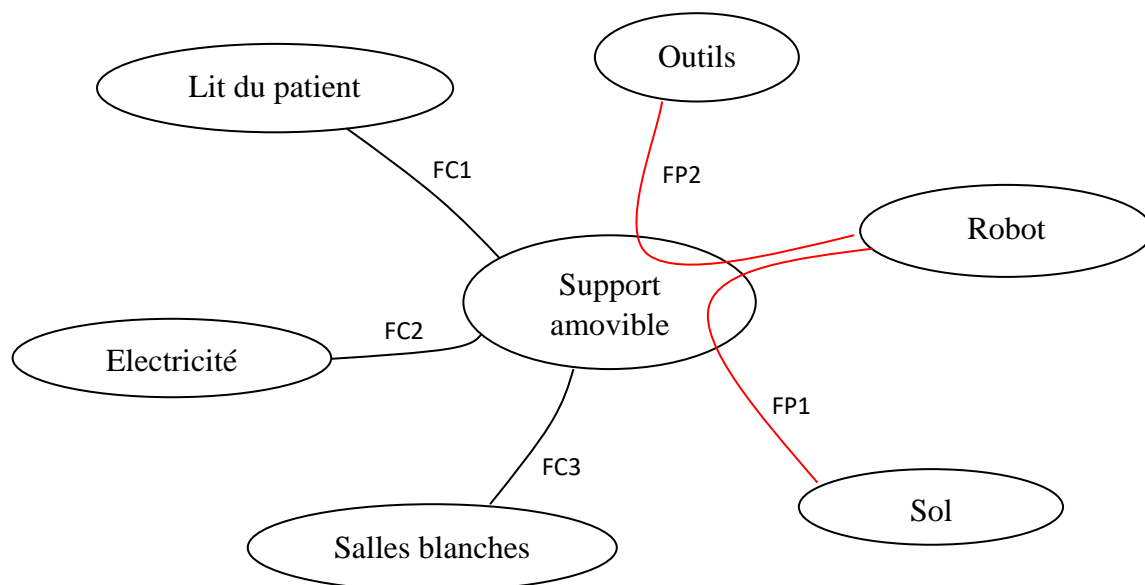 Outils
Lit du patient
FC1
FP2
Robot
Support
amovible
FC2
Electricité
FP1
FC3
Sol
Salles blanches